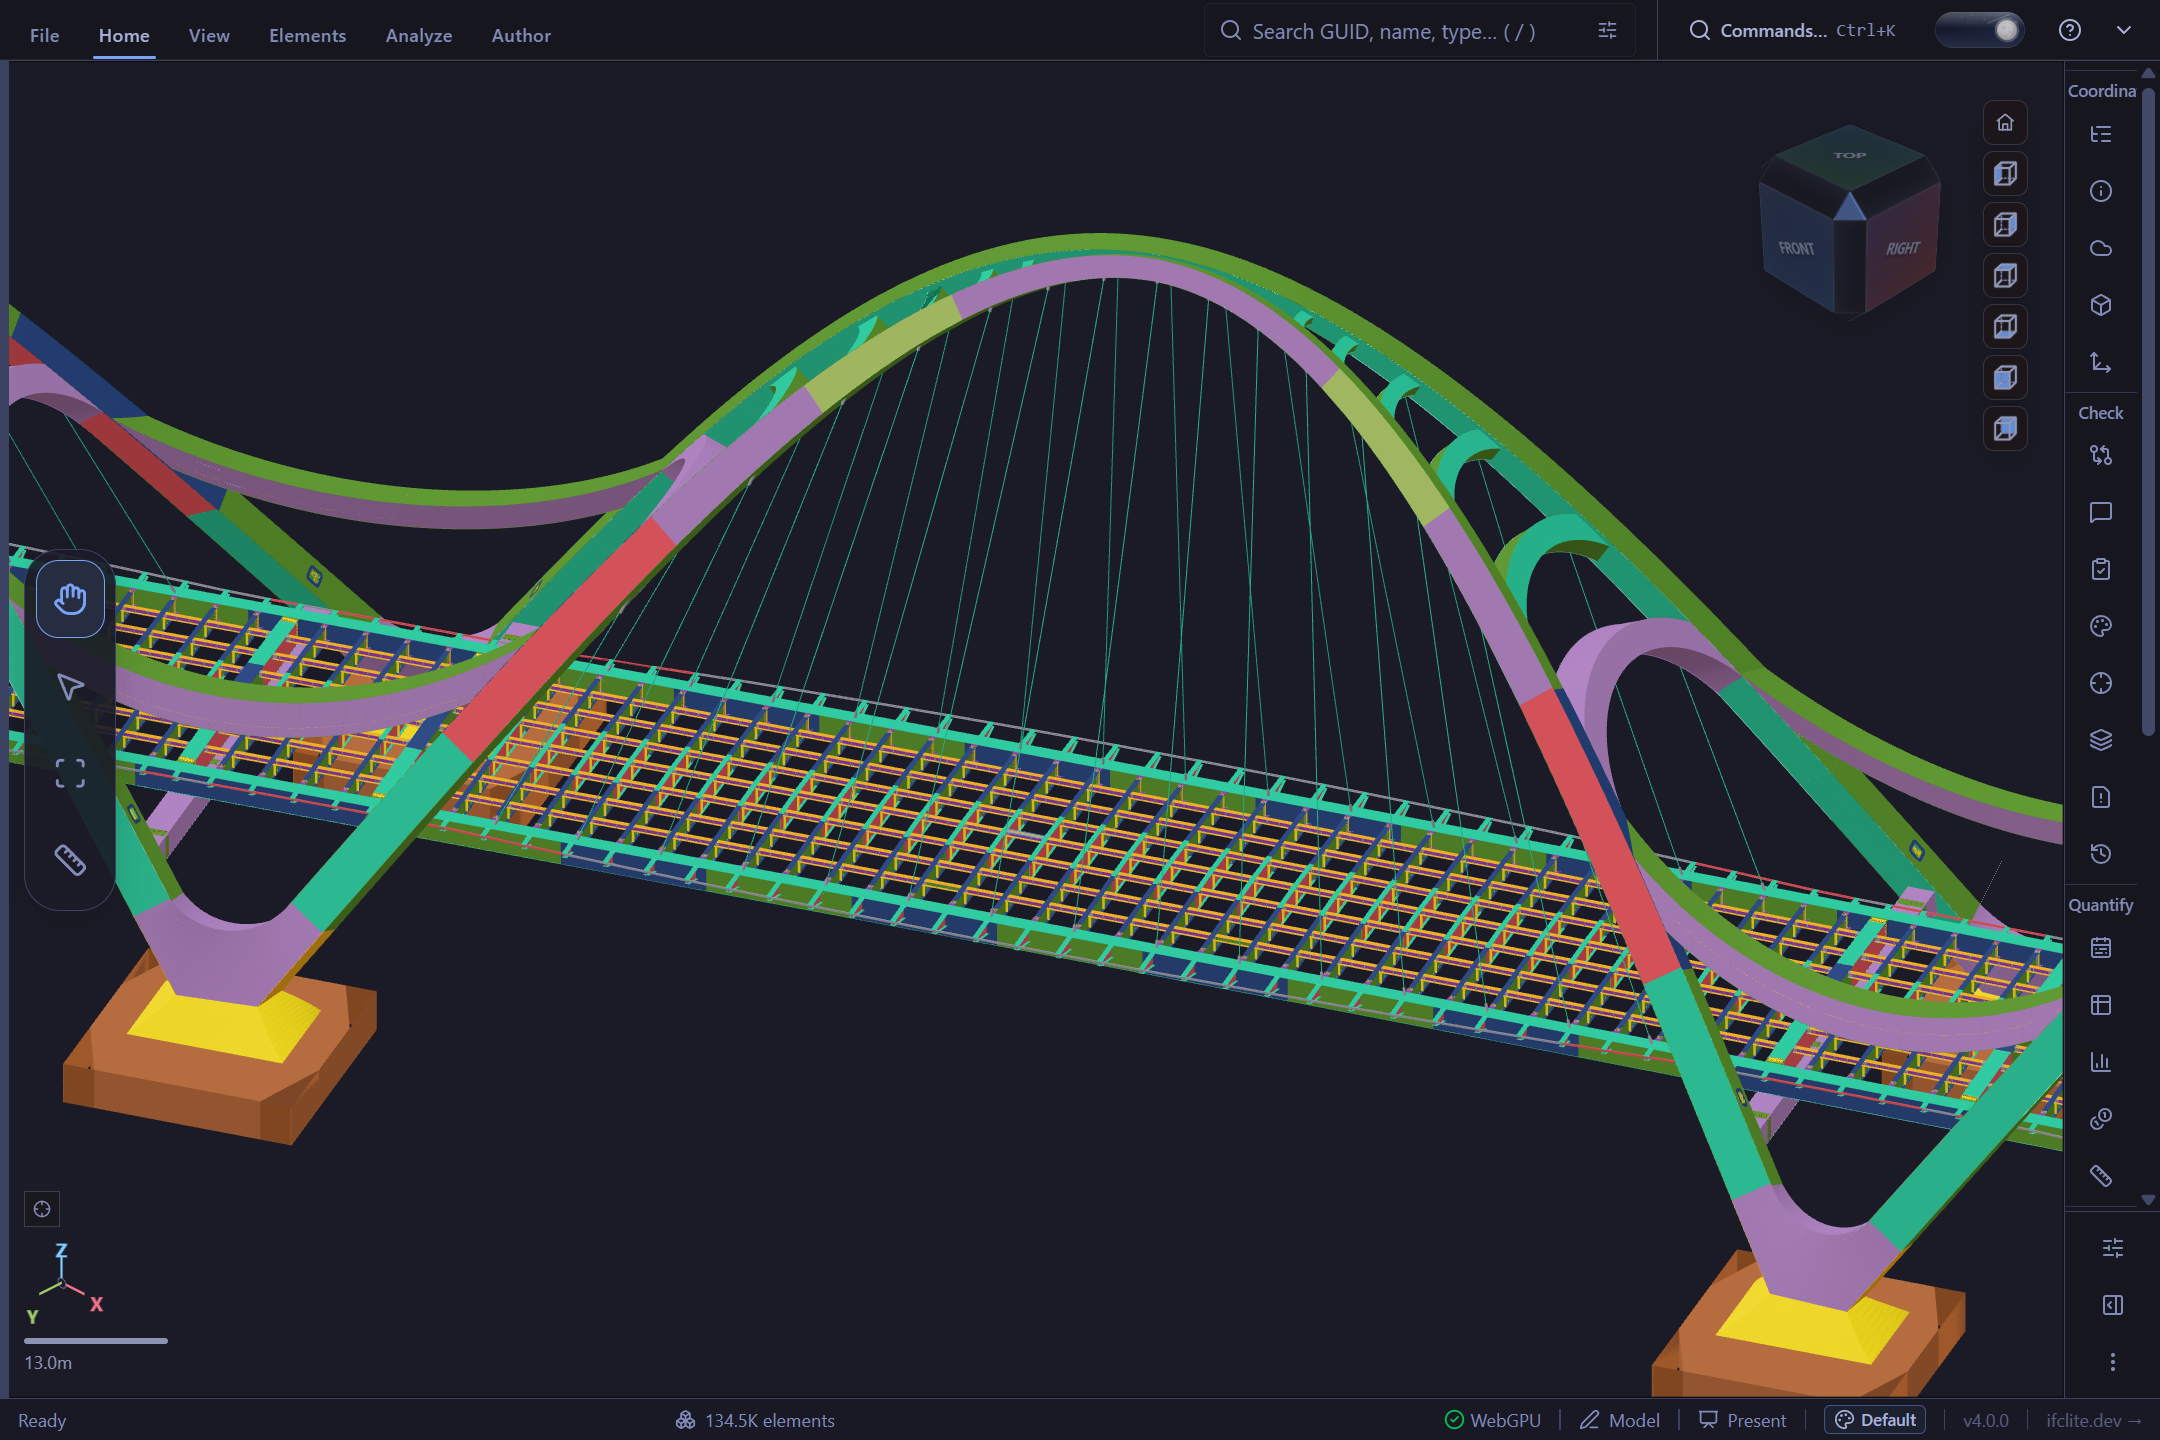 File Home View Elements Analyze Author Search GUID, name, type... ( / ) Commands... Ctrl+K
Coordina
TOP
FRONT RIGHT
Check
Quantify
Z
X
Y
13.0m
Ready 134.5K elements WebGPU Model Present Default v4.0.0 ifclite.dev →